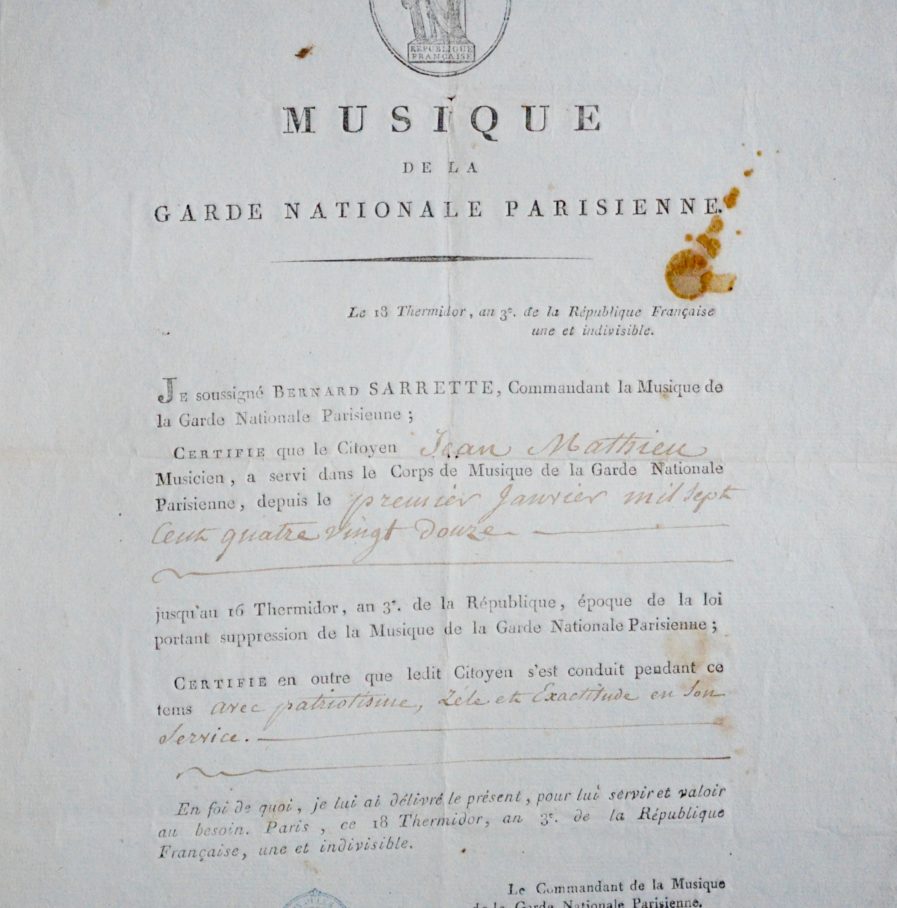 RÉPUBLIQUE
FRANÇAISE
MUSIQUE
DE LA
GARDE NATIONALE PARISIENNE.
Le 18 Thermidor, an 3e. de la République Française
une et indivisible.
JE soussigné BERNARD SARRETTE, Commandant la Musique de
la Garde Nationale Parisienne ;
CERTIFIE que le Citoyen Jean Mathieu
Musicien, a servi dans le Corps de Musique de la Garde Nationale
Parisienne, depuis le premier Janvier mil Sept
Cent quatre vingt douze
jusqu'au 16 Thermidor, an 3e. de la République, époque de la loi
portant suppression de la Musique de la Garde Nationale Parisienne ;
CERTIFIE en outre que ledit Citoyen s'est conduit pendant ce
tems avec patriotisme, Zéle et Exactitude en Son
Service.
En foi de quoi, je lui ai délivré le présent, pour lui servir et valoir
au besoin. Paris, ce 18 Thermidor, an 3e. de la République
Française, une et indivisible.
Le Commandant de la Musique
de la Garde Nationale Parisienne.